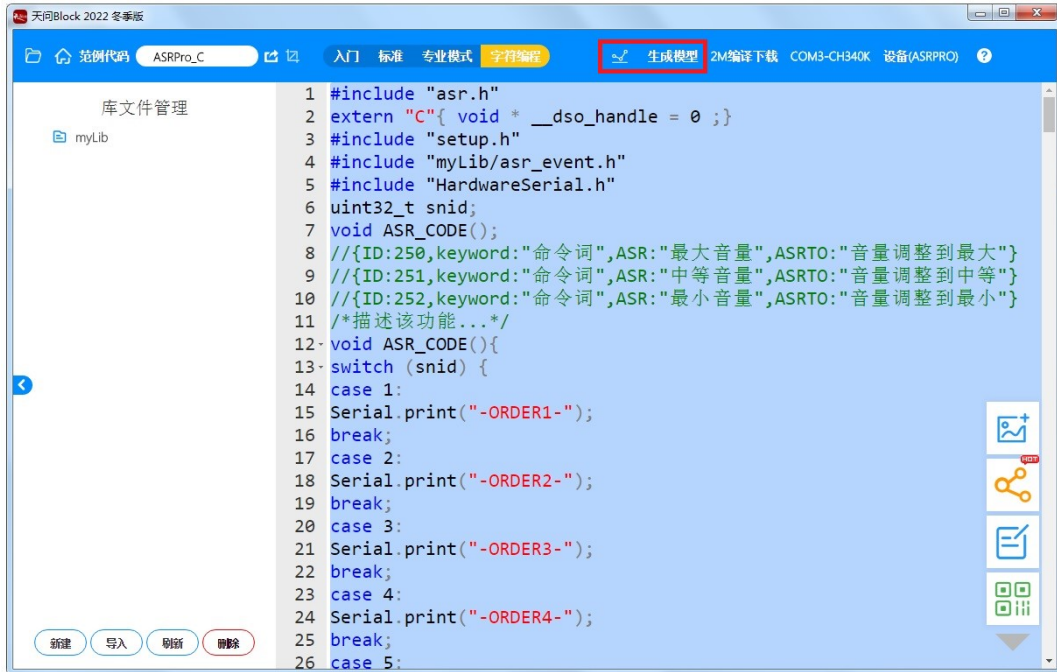 天问Block 2022 冬季版
范例代码 ASRPro_C 入门 标准 专业模式 字符编程 生成模型 2M编译下载 COM3-CH340K 设备(ASRPRO) ?
库文件管理
myLib
1 #include "asr.h"
2 extern "C"{ void * __dso_handle = 0 ;}
3 #include "setup.h"
4 #include "myLib/asr_event.h"
5 #include "HardwareSerial.h"
6 uint32_t snid;
7 void ASR_CODE();
8 //{ID:250,keyword:"命令词",ASR:"最大音量",ASRTO:"音量调整到最大"}
9 //{ID:251,keyword:"命令词",ASR:"中等音量",ASRTO:"音量调整到中等"}
10 //{ID:252,keyword:"命令词",ASR:"最小音量",ASRTO:"音量调整到最小"}
11 /*描述该功能...*/
12 void ASR_CODE(){
13 switch (snid) {
14 case 1:
15 Serial.print("-ORDER1-");
16 break;
17 case 2:
18 Serial.print("-ORDER2-");
19 break;
20 case 3:
21 Serial.print("-ORDER3-");
22 break;
23 case 4:
24 Serial.print("-ORDER4-");
25 break;
26 case 5:
HOT
新建 导入 刷新 删除